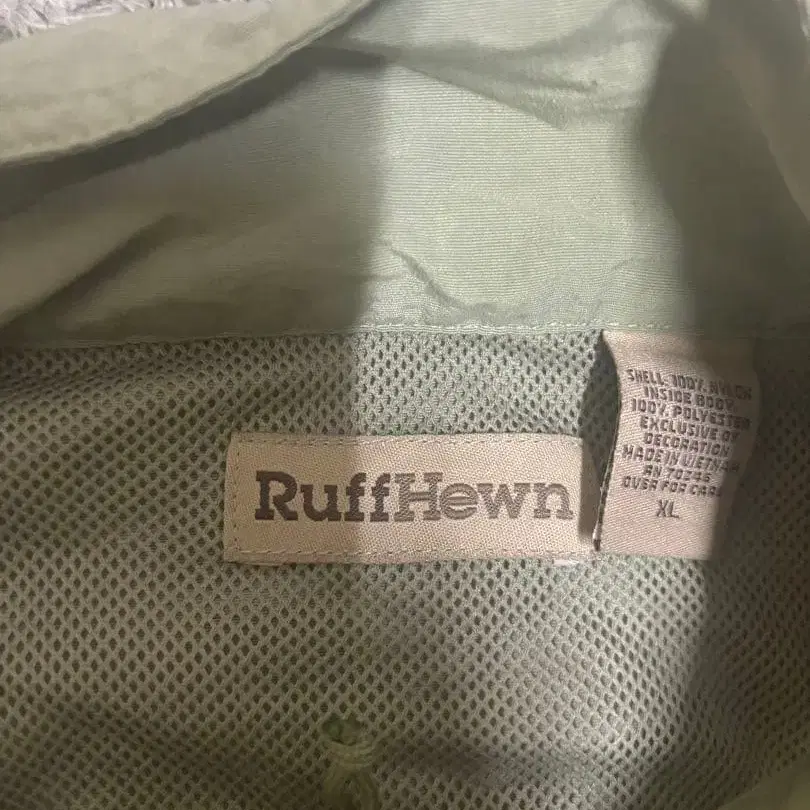 RuffHewn
SHELL 100% NYLON
INSIDE BODY
100% POLYESTER
EXCLUSIVE OF
DECORATION
MADE IN VIETNAM
RN 73246
OVER FOR CARE
XL